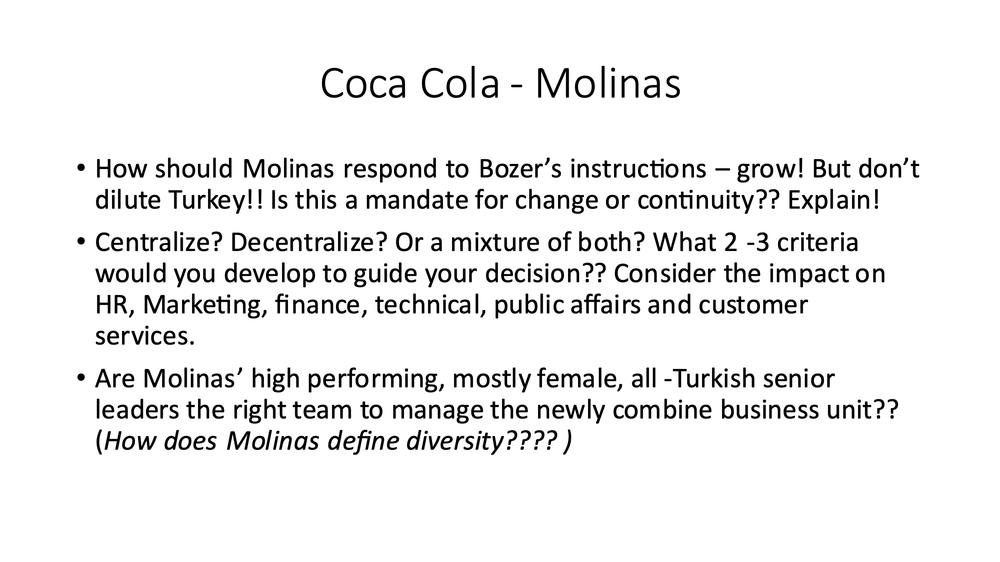 Coca Cola - Molinas
• How should Molinas respond to Bozer’s instructions – grow! But don’t
dilute Turkey!! Is this a mandate for change or continuity?? Explain!
• Centralize? Decentralize? Or a mixture of both? What 2 -3 criteria
would you develop to guide your decision?? Consider the impact on
HR, Marketing, finance, technical, public affairs and customer
services.
• Are Molinas’ high performing, mostly female, all -Turkish senior
leaders the right team to manage the newly combine business unit??
(How does Molinas define diversity????)